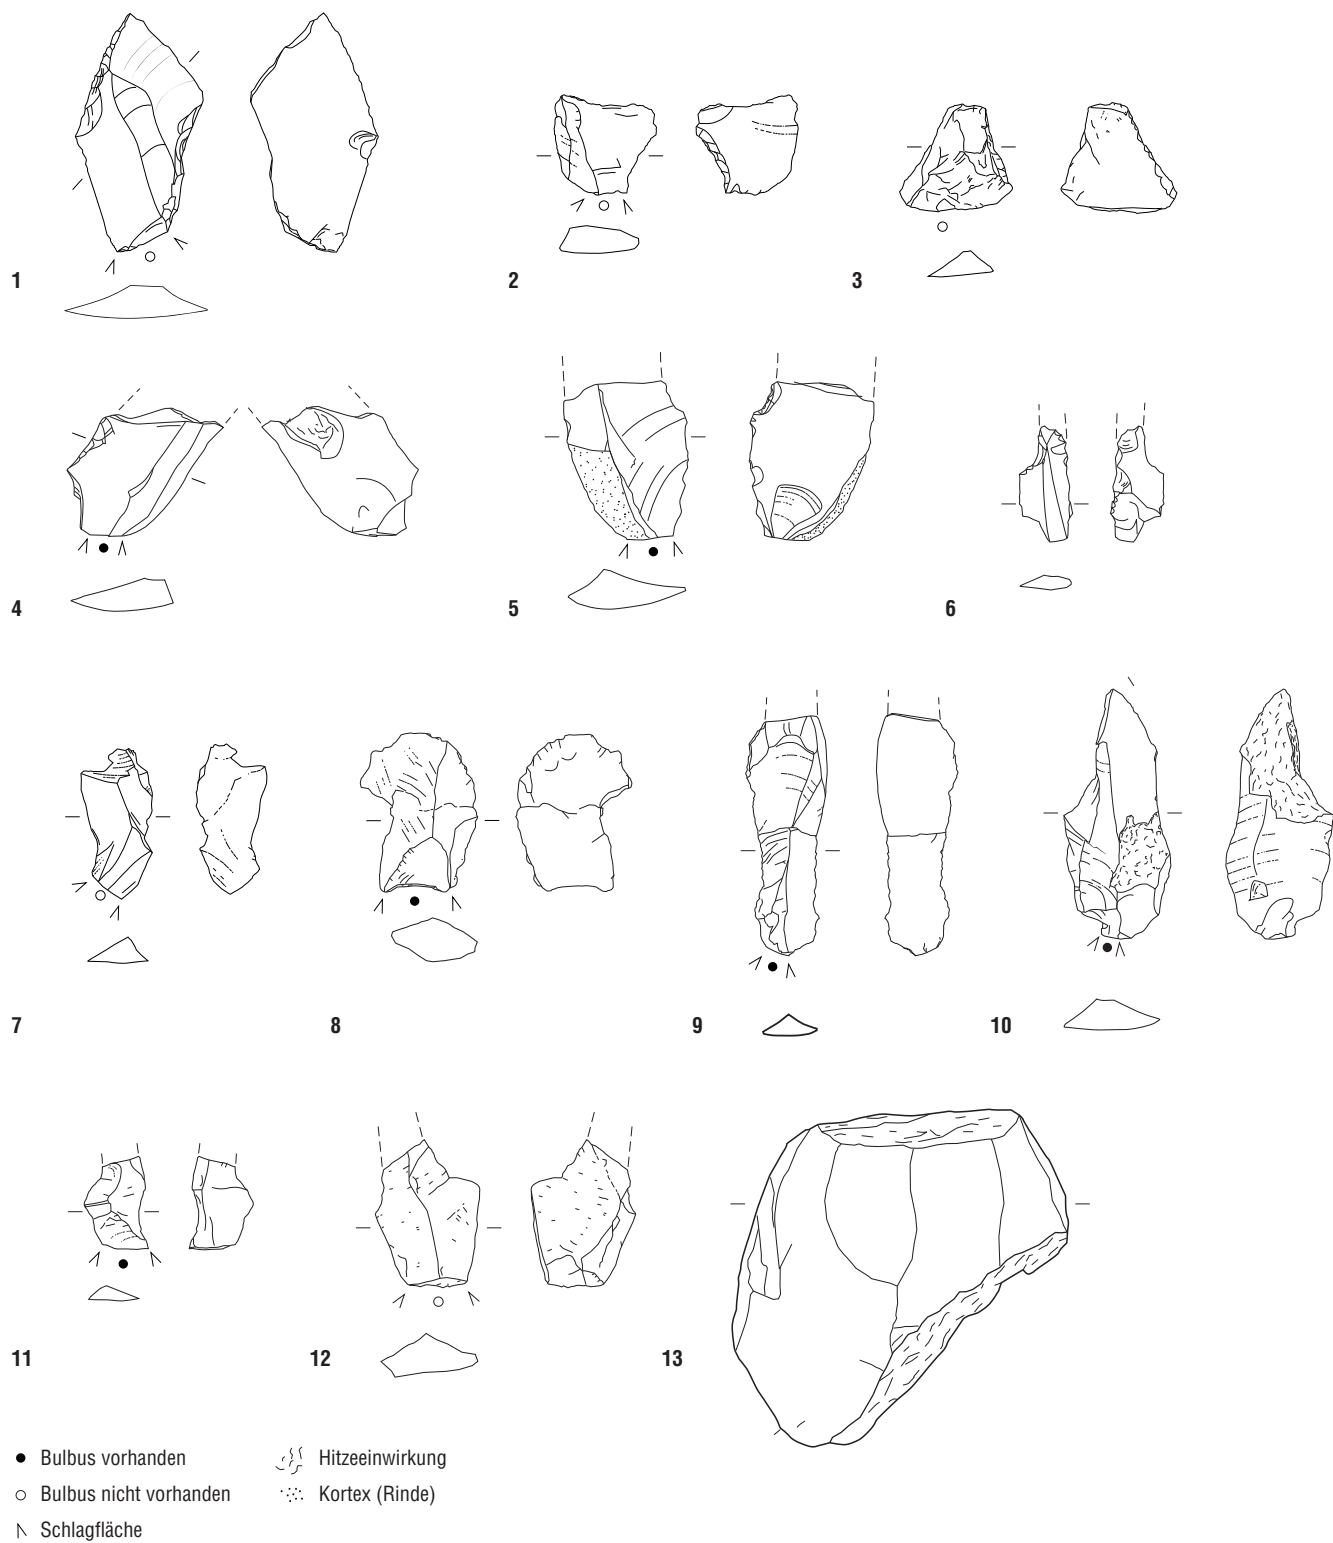 1
2
3
4
5
6
7
8
9
10
11
12
13
Bulbus vorhanden
Bulbus nicht vorhanden
Schlagfläche
Hitzeeinwirkung
Kortex (Rinde)